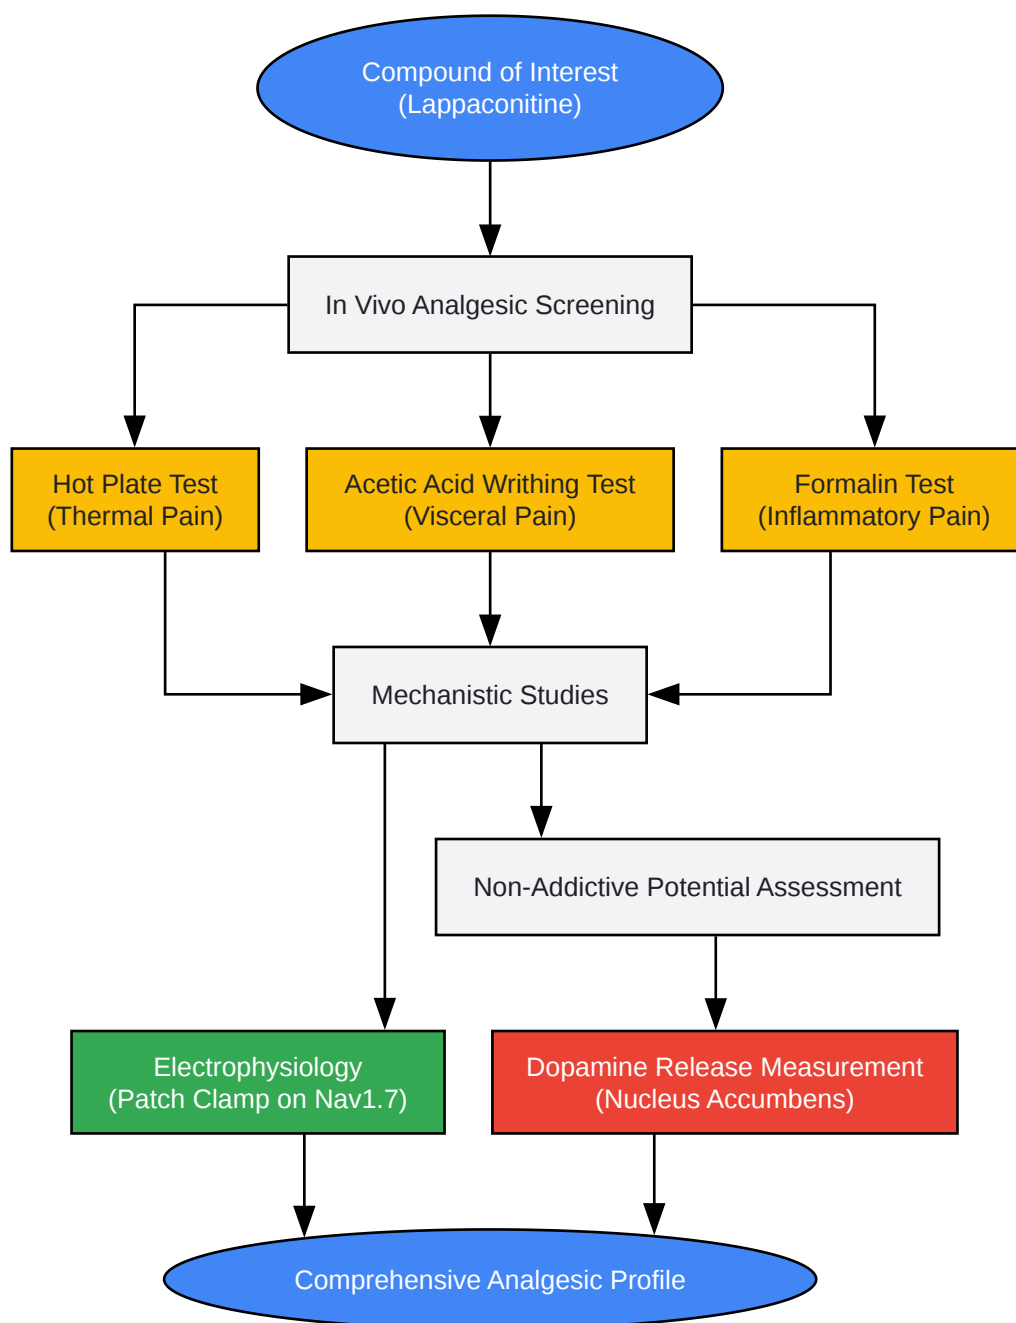 Compound of Interest
(Lappaconitine)
In Vivo Analgesic Screening
Hot Plate Test
(Thermal Pain)
Acetic Acid Writhing Test
(Visceral Pain)
Formalin Test
(Inflammatory Pain)
Mechanistic Studies
Non-Addictive Potential Assessment
Electrophysiology
(Patch Clamp on Nav1.7)
Dopamine Release Measurement
(Nucleus Accumbens)
Comprehensive Analgesic Profile